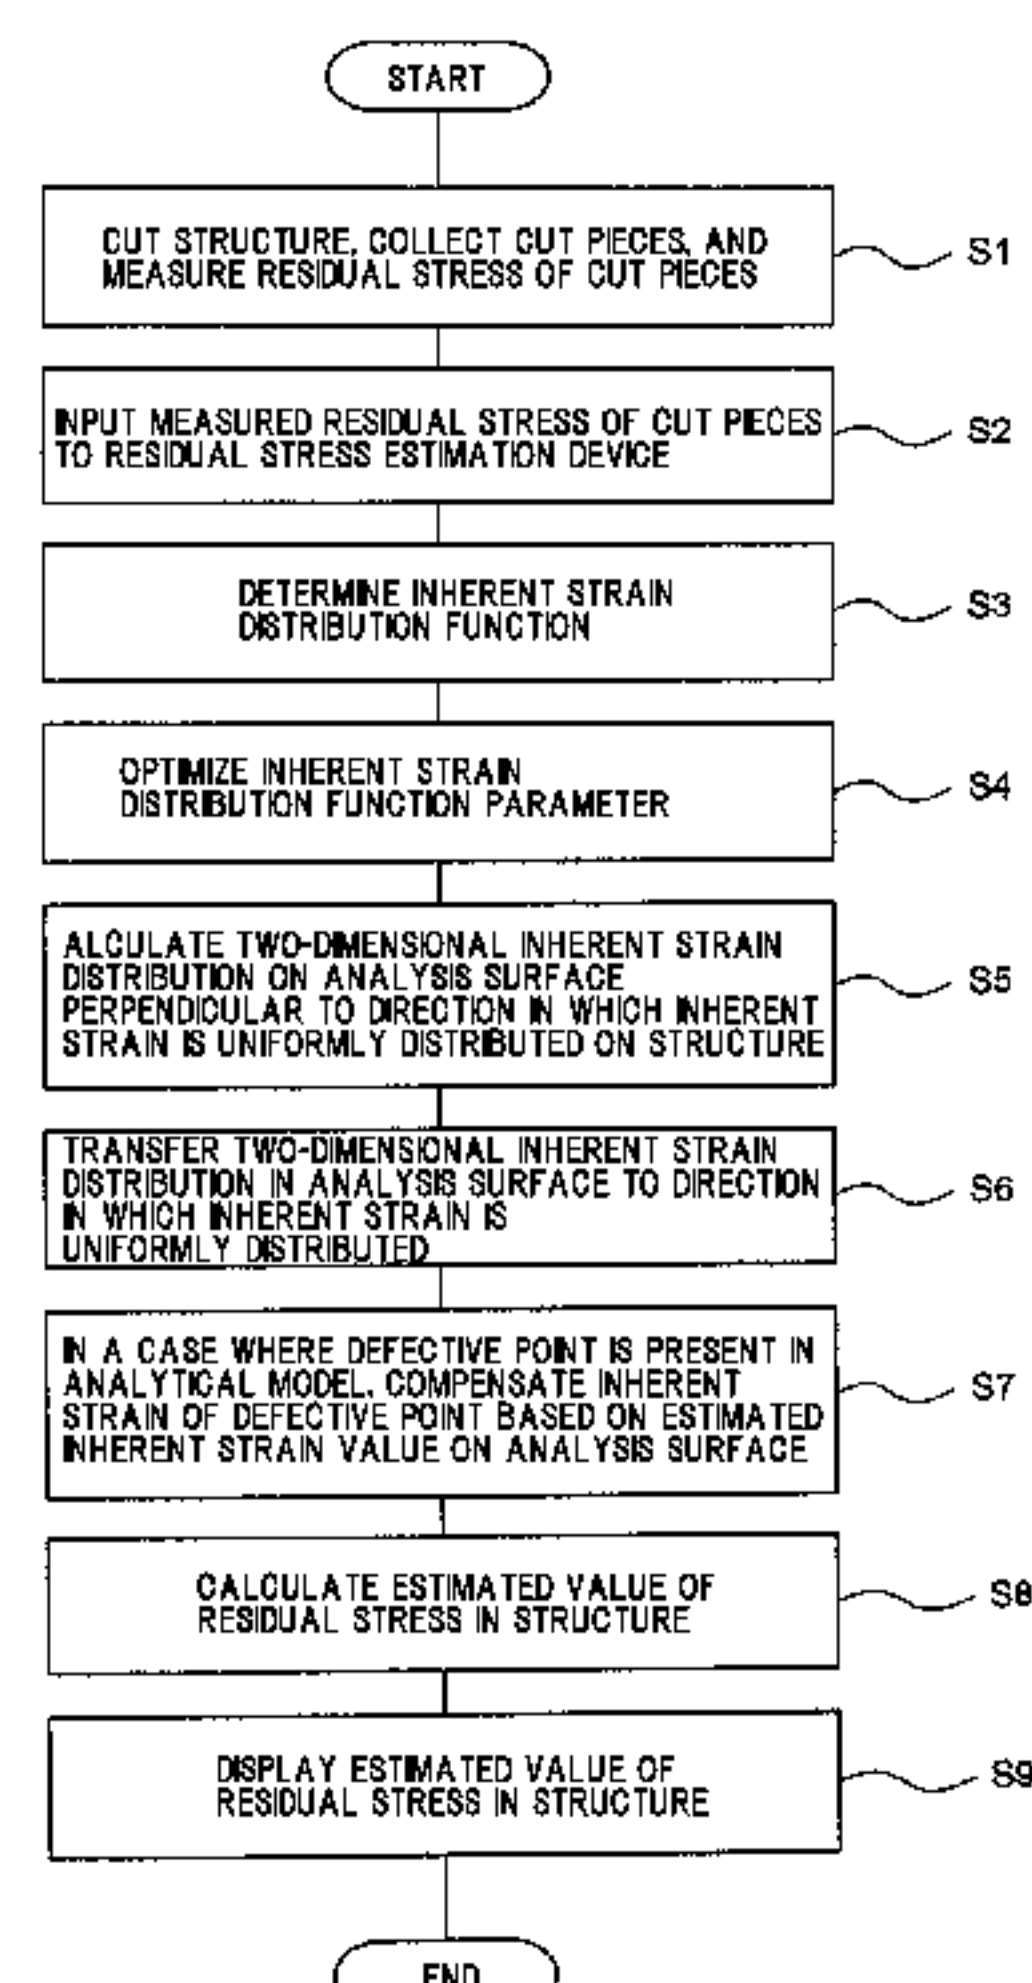 START
CUT STRUCTURE, COLLECT CUT PIECES, AND
MEASURE RESIDUAL STRESS OF CUT PIECES
S1
INPUT MEASURED RESIDUAL STRESS OF CUT PIECES
TO RESIDUAL STRESS ESTIMATION DEVICE
S2
DETERMINE INHERENT STRAIN
DISTRIBUTION FUNCTION
S3
OPTIMIZE INHERENT STRAIN
DISTRIBUTION FUNCTION PARAMETER
S4
ALCULATE TWO-DIMENSIONAL INHERENT STRAIN
DISTRIBUTION ON ANALYSIS SURFACE
PERPENDICULAR TO DIRECTION IN WHICH INHERENT
STRAIN IS UNIFORMLY DISTRIBUTED ON STRUCTURE
S5
TRANSFER TWO-DIMENSIONAL INHERENT STRAIN
DISTRIBUTION IN ANALYSIS SURFACE TO DIRECTION
IN WHICH INHERENT STRAIN IS
UNIFORMLY DISTRIBUTED
S6
IN A CASE WHERE DEFECTIVE POINT IS PRESENT IN
ANALYTICAL MODEL, COMPENSATE INHERENT
STRAIN OF DEFECTIVE POINT BASED ON ESTIMATED
INHERENT STRAIN VALUE ON ANALYSIS SURFACE
S7
CALCULATE ESTIMATED VALUE OF
RESIDUAL STRESS IN STRUCTURE
S8
DISPLAY ESTIMATED VALUE OF
RESIDUAL STRESS IN STRUCTURE
S9
END